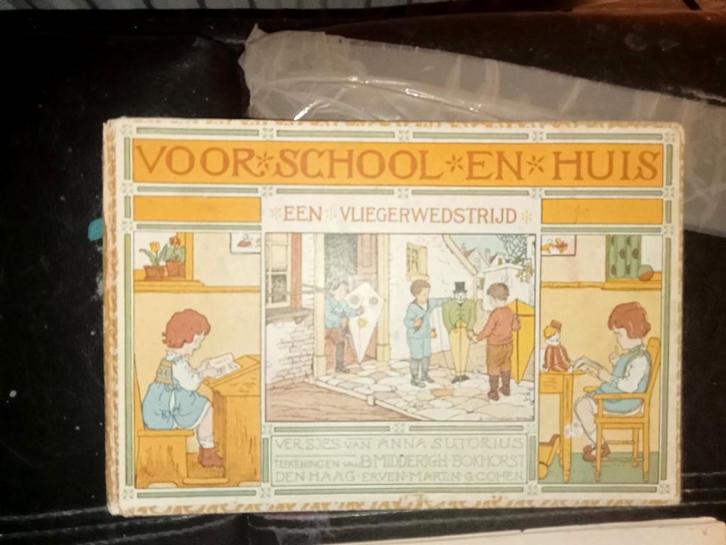 VOOR*SCHOOL*EN*HUIS
EEN VLIEGERWEDSTRIJD
VERSJES VAN ANNA SUTORIUS
TEEKENINGEN VAN B·MIDDERIGH-BOKHORST
DEN HAAG-ERVEN-MARTIN·G·COHEN